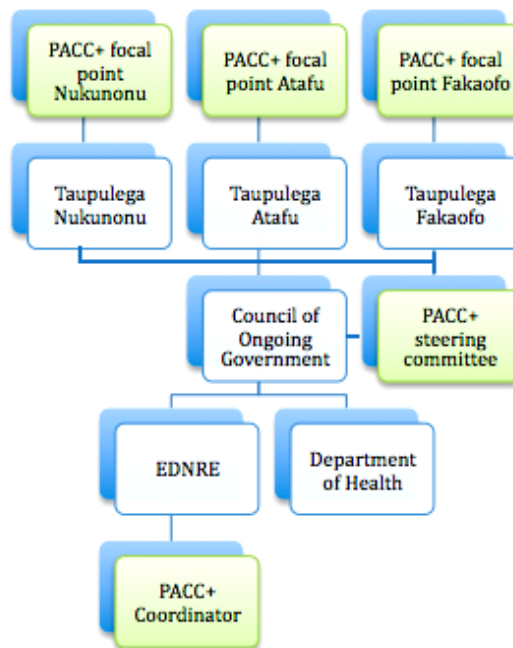 PACC+ focal
point
Nukunonu
PACC+ focal
point Atafu
PACC+ focal
point Fakaofo
Taupulega
Nukunonu
Taupulega
Atafu
Taupulega
Fakaofo
Council of
Ongoing
Government
PACC+
steering
committee
EDNRE
Department
of Health
PACC+
Coordinator